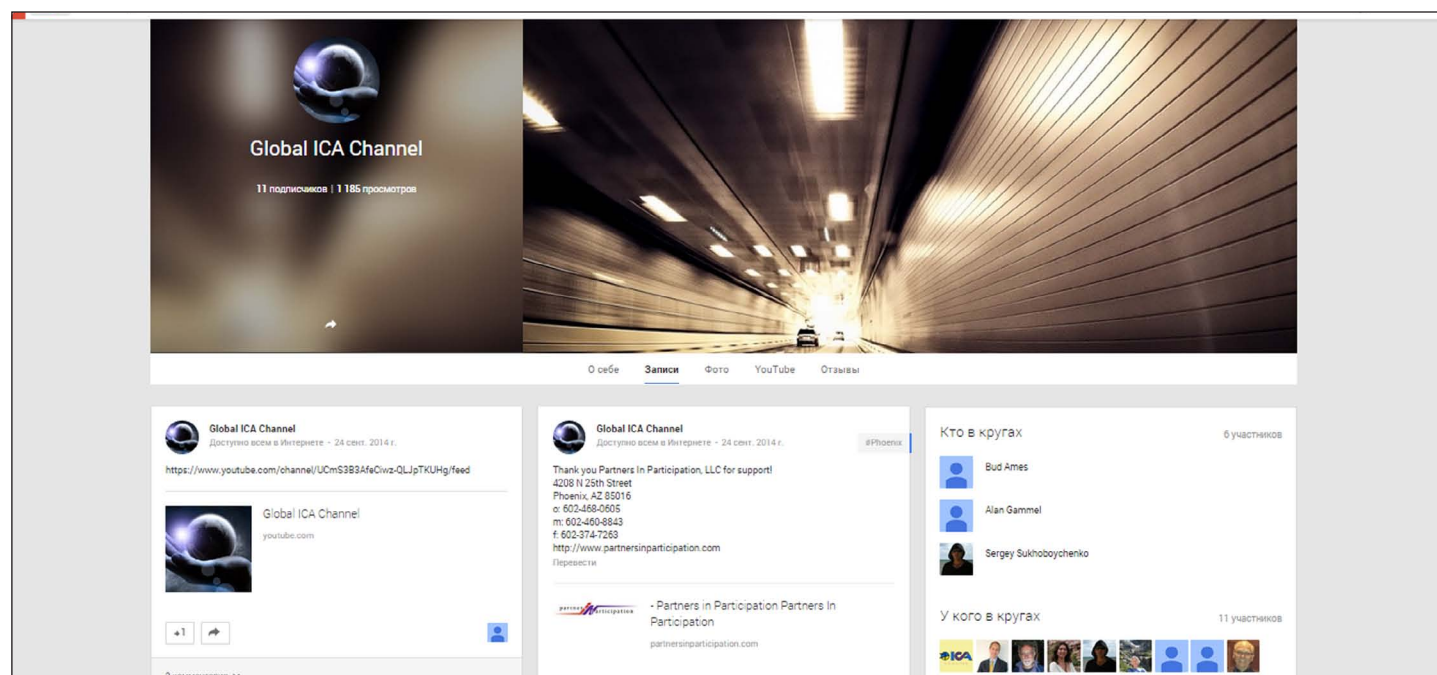 Global ICA Channel
11 подписчиков | 1 185 просмотров
О себе Записи Фото YouTube Отзывы
Global ICA Channel
Доступно всем в Интернете - 24 сент. 2014 г.
https://www.youtube.com/channel/UCmS3B3AfeCiwz-QLJpTKUHg/feed
Global ICA Channel
youtube.com
+1
Global ICA Channel
Доступно всем в Интернете - 24 сент. 2014 г.
#Phoenix
Thank you Partners In Participation, LLC for support!
4208 N 25th Street
Phoenix, AZ 85016
o: 602-468-0605
m: 602-460-8843
f: 602-374-7263
http://www.partnersinparticipation.com
Перевести
- Partners in Participation Partners In
Participation
partnersinparticipation.com
Кто в кругах
6 участников
Bud Ames
Alan Gammel
Sergey Sukhoboychenko
У кого в кругах
11 участников
ICA